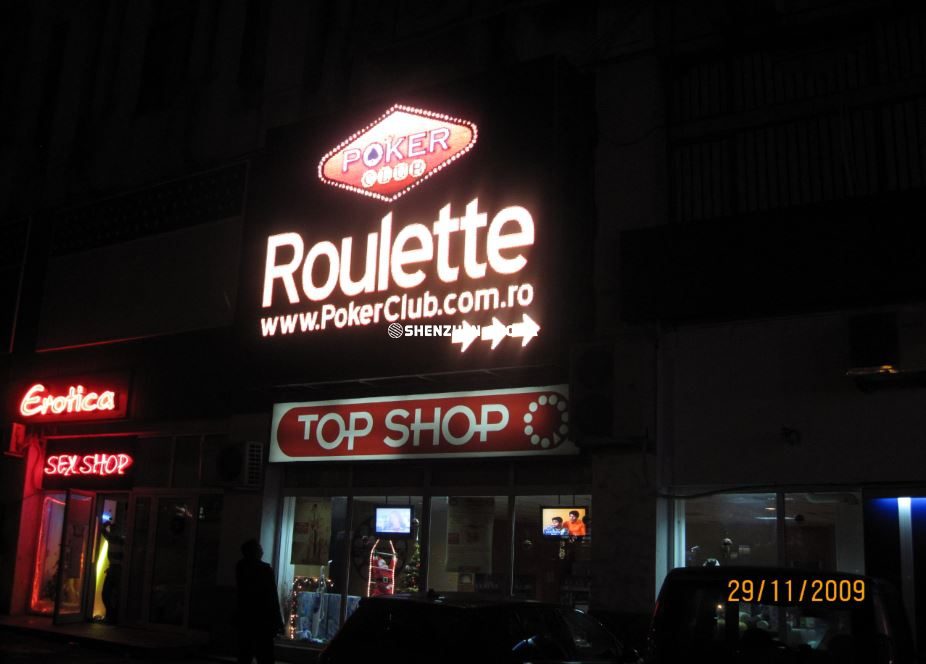 POKER
CLUB
Roulette
www.PokerClub.com.ro
SHENZHEN
Erotica
SEX SHOP
TOP SHOP
29/11/2009